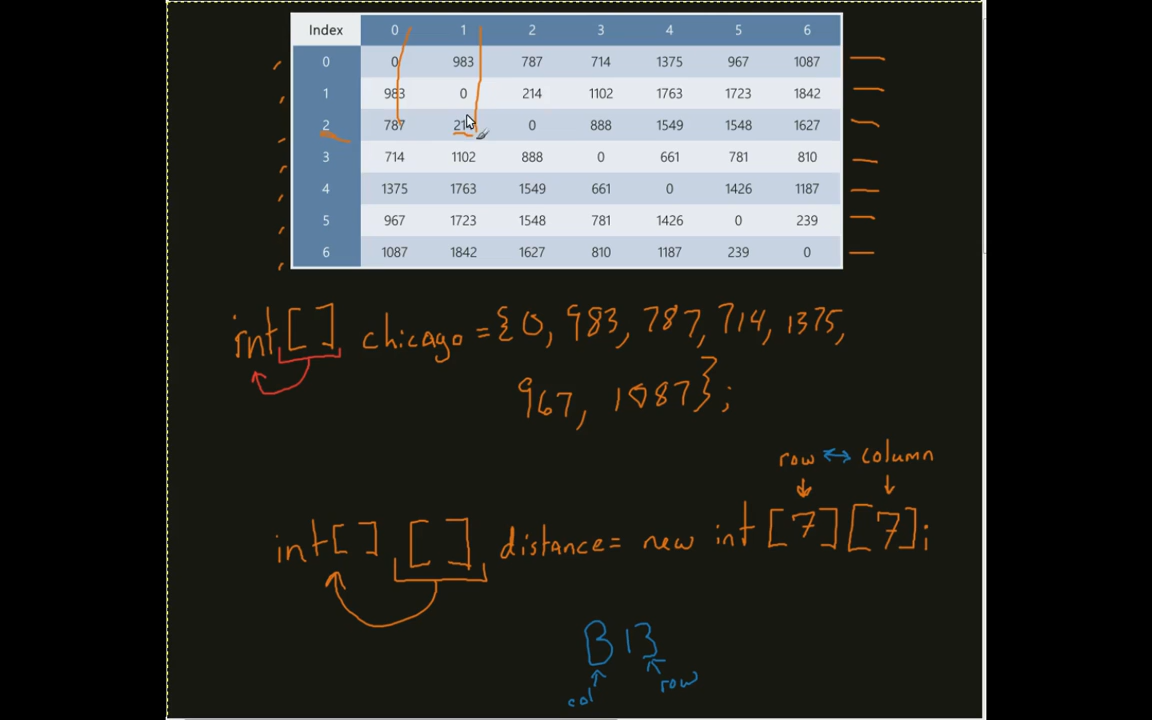 Index 0 1 2 3 4 5 6
0 0 983 787 714 1375 967 1087
1 983 0 214 1102 1763 1723 1842
2 787 0 888 1549 1548 1627
3 714 1102 888 0 661 781 810
4 1375 1763 1549 661 0 1426 1187
5 967 1723 1548 781 1426 0 239
6 1087 1842 1627 810 1187 239 0
int[] chicago = {0, 983, 787, 714, 1375,
967, 1087};
row ↔ column
int[] [] distance = new int [7][7];
B 13
col row